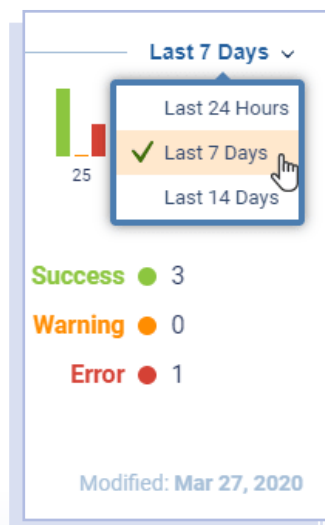 Last 7 Days
Last 24 Hours
Last 7 Days
25
Last 14 Days
Success 3
Warning 0
Error 1
Modified: Mar 27, 2020